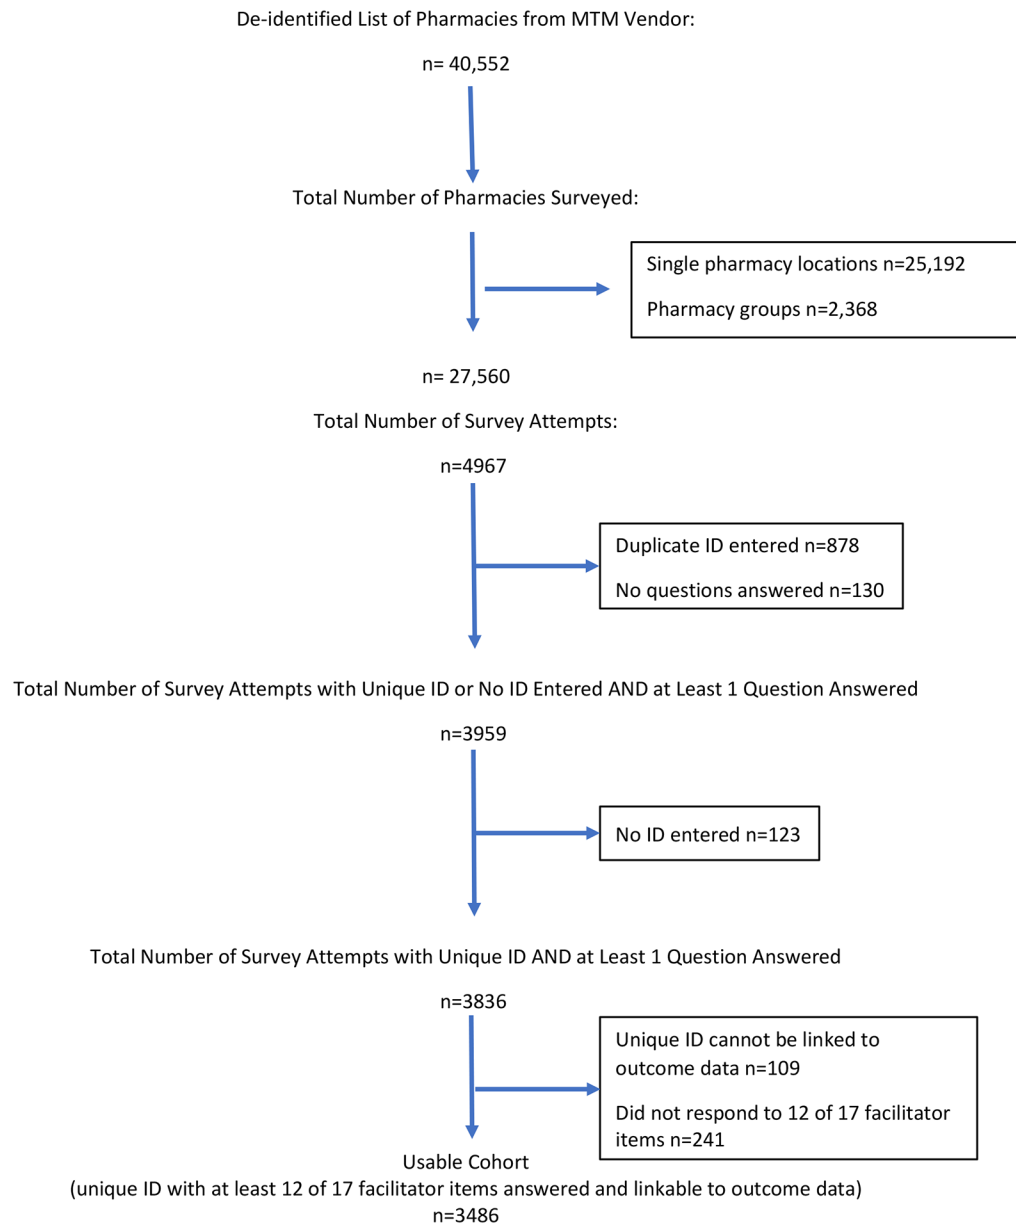 De-identified List of Pharmacies from MTM Vendor:
n= 40,552
Total Number of Pharmacies Surveyed:
Single pharmacy locations n=25,192
Pharmacy groups n=2,368
n= 27,560
Total Number of Survey Attempts:
n=4967
Duplicate ID entered n=878
No questions answered n=130
Total Number of Survey Attempts with Unique ID or No ID Entered AND at Least 1 Question Answered
n=3959
No ID entered n=123
Total Number of Survey Attempts with Unique ID AND at Least 1 Question Answered
n=3836
Unique ID cannot be linked to
outcome data n=109
Did not respond to 12 of 17 facilitator
items n=241
Usable Cohort
(unique ID with at least 12 of 17 facilitator items answered and linkable to outcome data)
n=3486